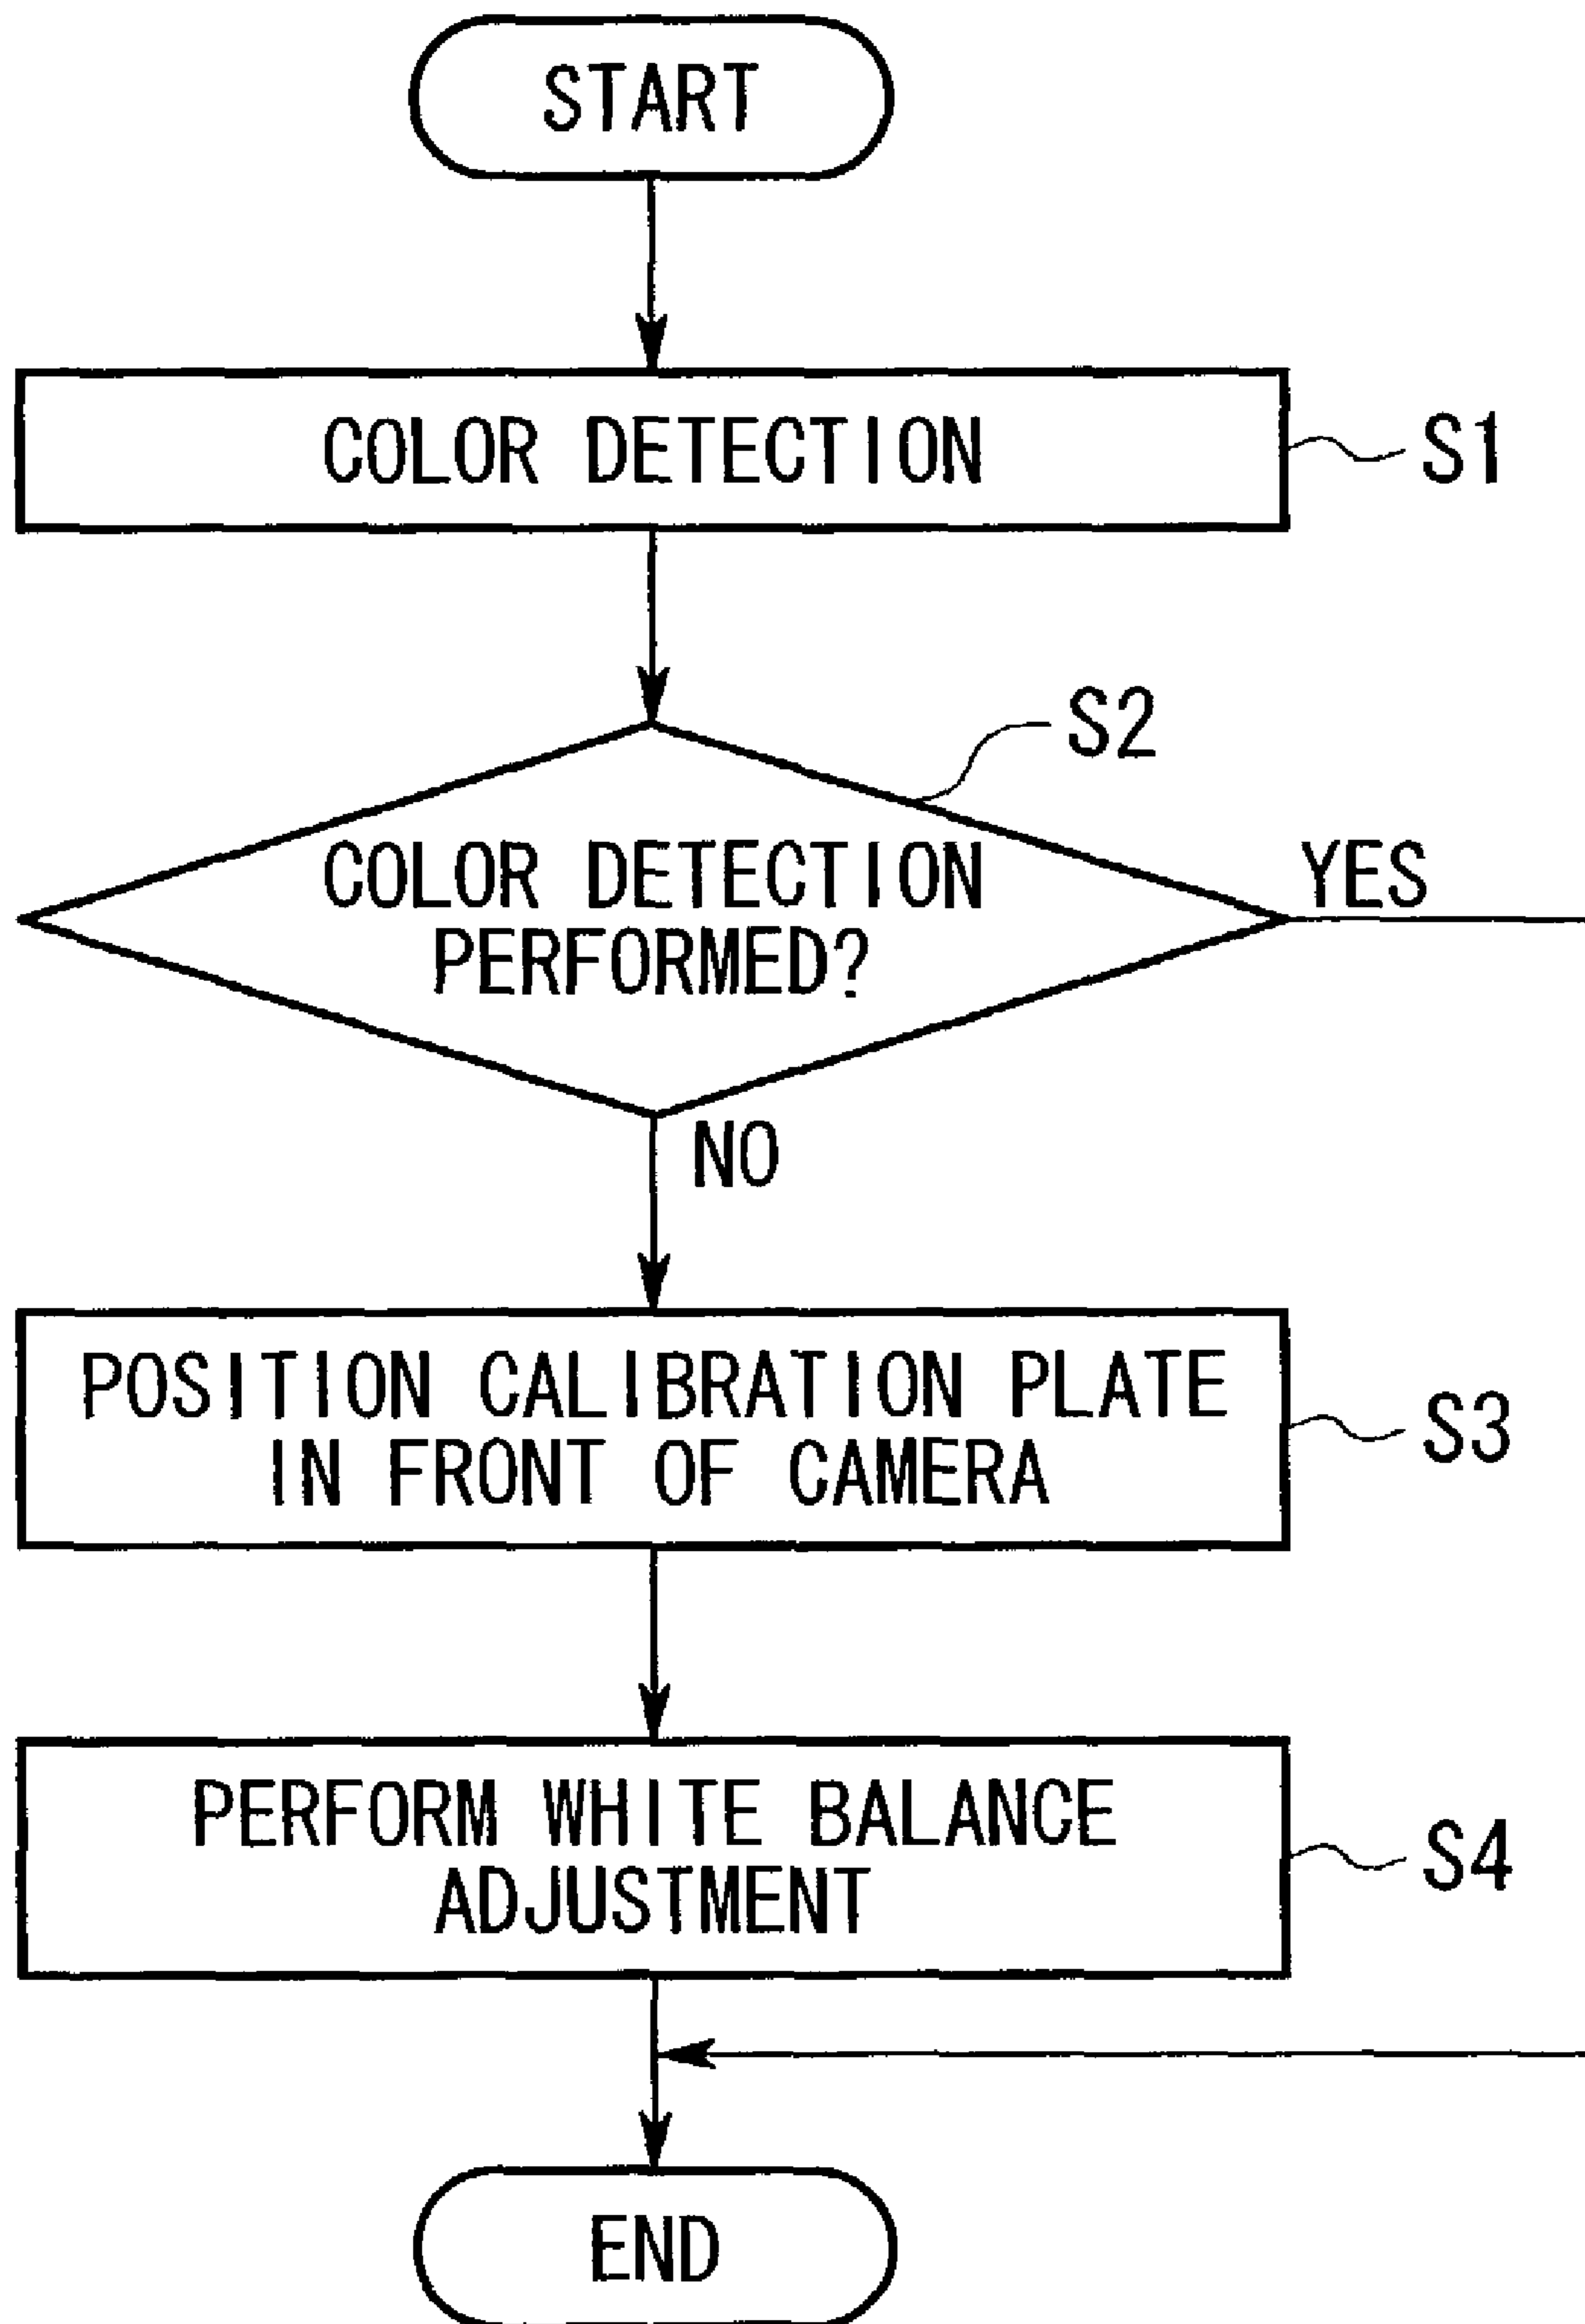 START
COLOR DETECTION
S1
S2
COLOR DETECTION
PERFORMED?
YES
NO
POSITION CALIBRATION PLATE
IN FRONT OF CAMERA
S3
PERFORM WHITE BALANCE
ADJUSTMENT
S4
END